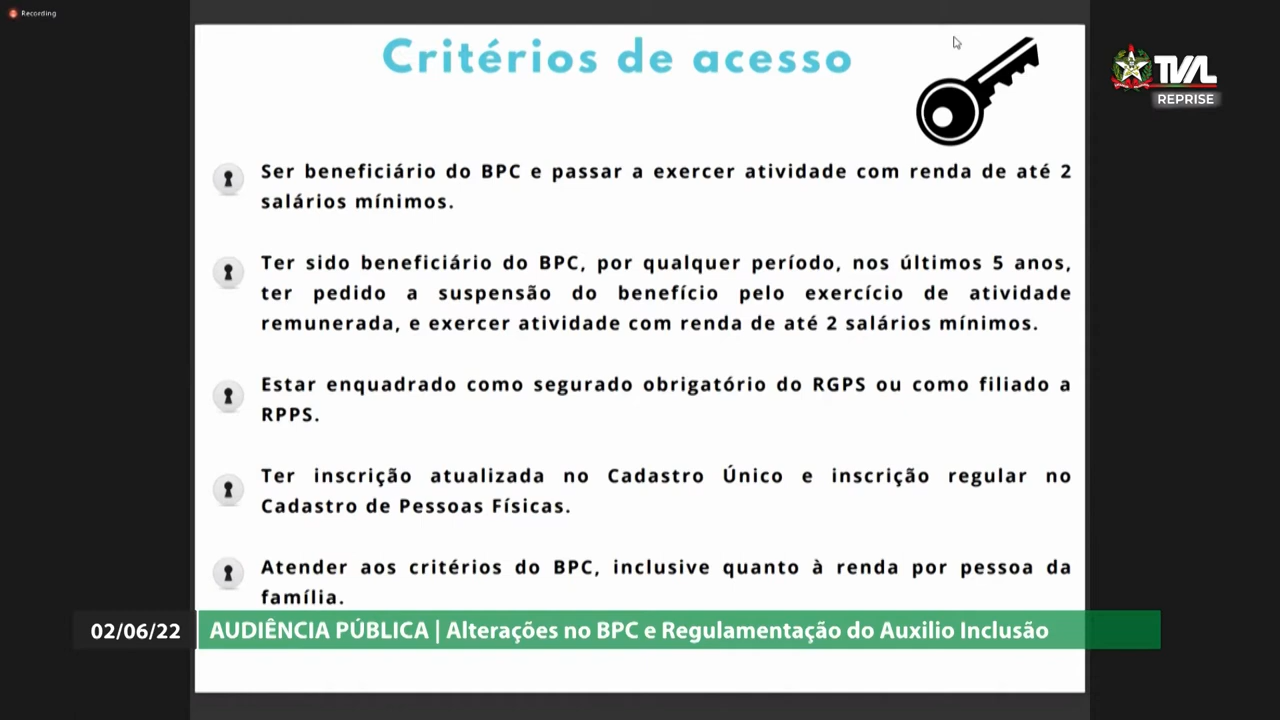 Recording
Critérios de acesso
TVAL
REPRISE
Ser beneficiário do BPC e passar a exercer atividade com renda de até 2
salários mínimos.
Ter sido beneficiário do BPC, por qualquer período, nos últimos 5 anos,
ter pedido a suspensão do benefício pelo exercício de atividade
remunerada, e exercer atividade com renda de até 2 salários mínimos.
Estar enquadrado como segurado obrigatório do RGPS ou como filiado a
RPPS.
Ter inscrição atualizada no Cadastro Único e inscrição regular no
Cadastro de Pessoas Físicas.
Atender aos critérios do BPC, inclusive quanto à renda por pessoa da
família.
02/06/22 AUDIÊNCIA PÚBLICA | Alterações no BPC e Regulamentação do Auxilio Inclusão